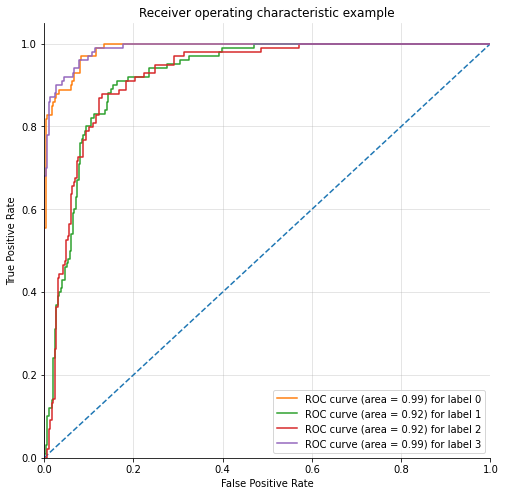 Receiver operating characteristic example
True Positive Rate
1.0
0.8
0.6
0.4
0.2
0.0
0.0 0.2 0.4 0.6 0.8 1.0
False Positive Rate
ROC curve (area = 0.99) for label 0
ROC curve (area = 0.92) for label 1
ROC curve (area = 0.92) for label 2
ROC curve (area = 0.99) for label 3